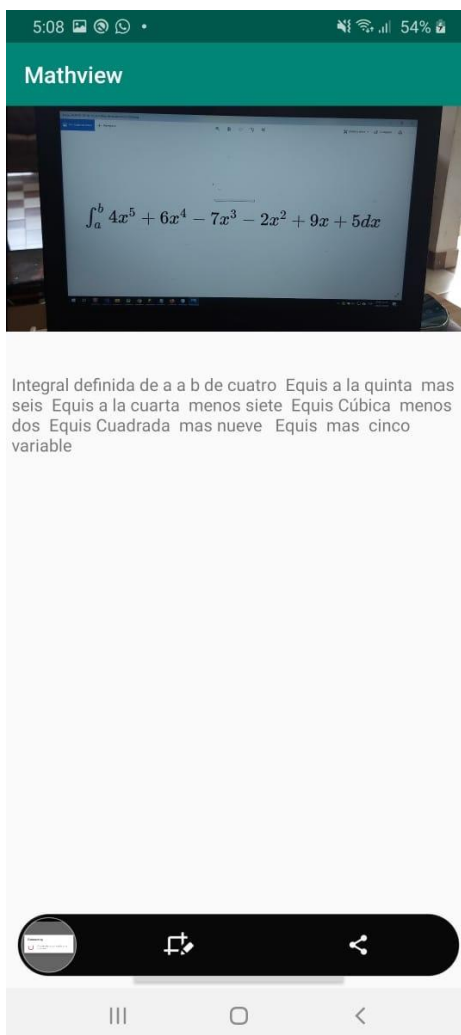 5:08
54%
Mathview
∫ₐᵇ 4x⁵ + 6x⁴ − 7x³ − 2x² + 9x + 5dx
Integral definida de a a b de cuatro Equis a la quinta mas
seis Equis a la cuarta menos siete Equis Cúbica menos
dos Equis Cuadrada mas nueve Equis mas cinco
variable